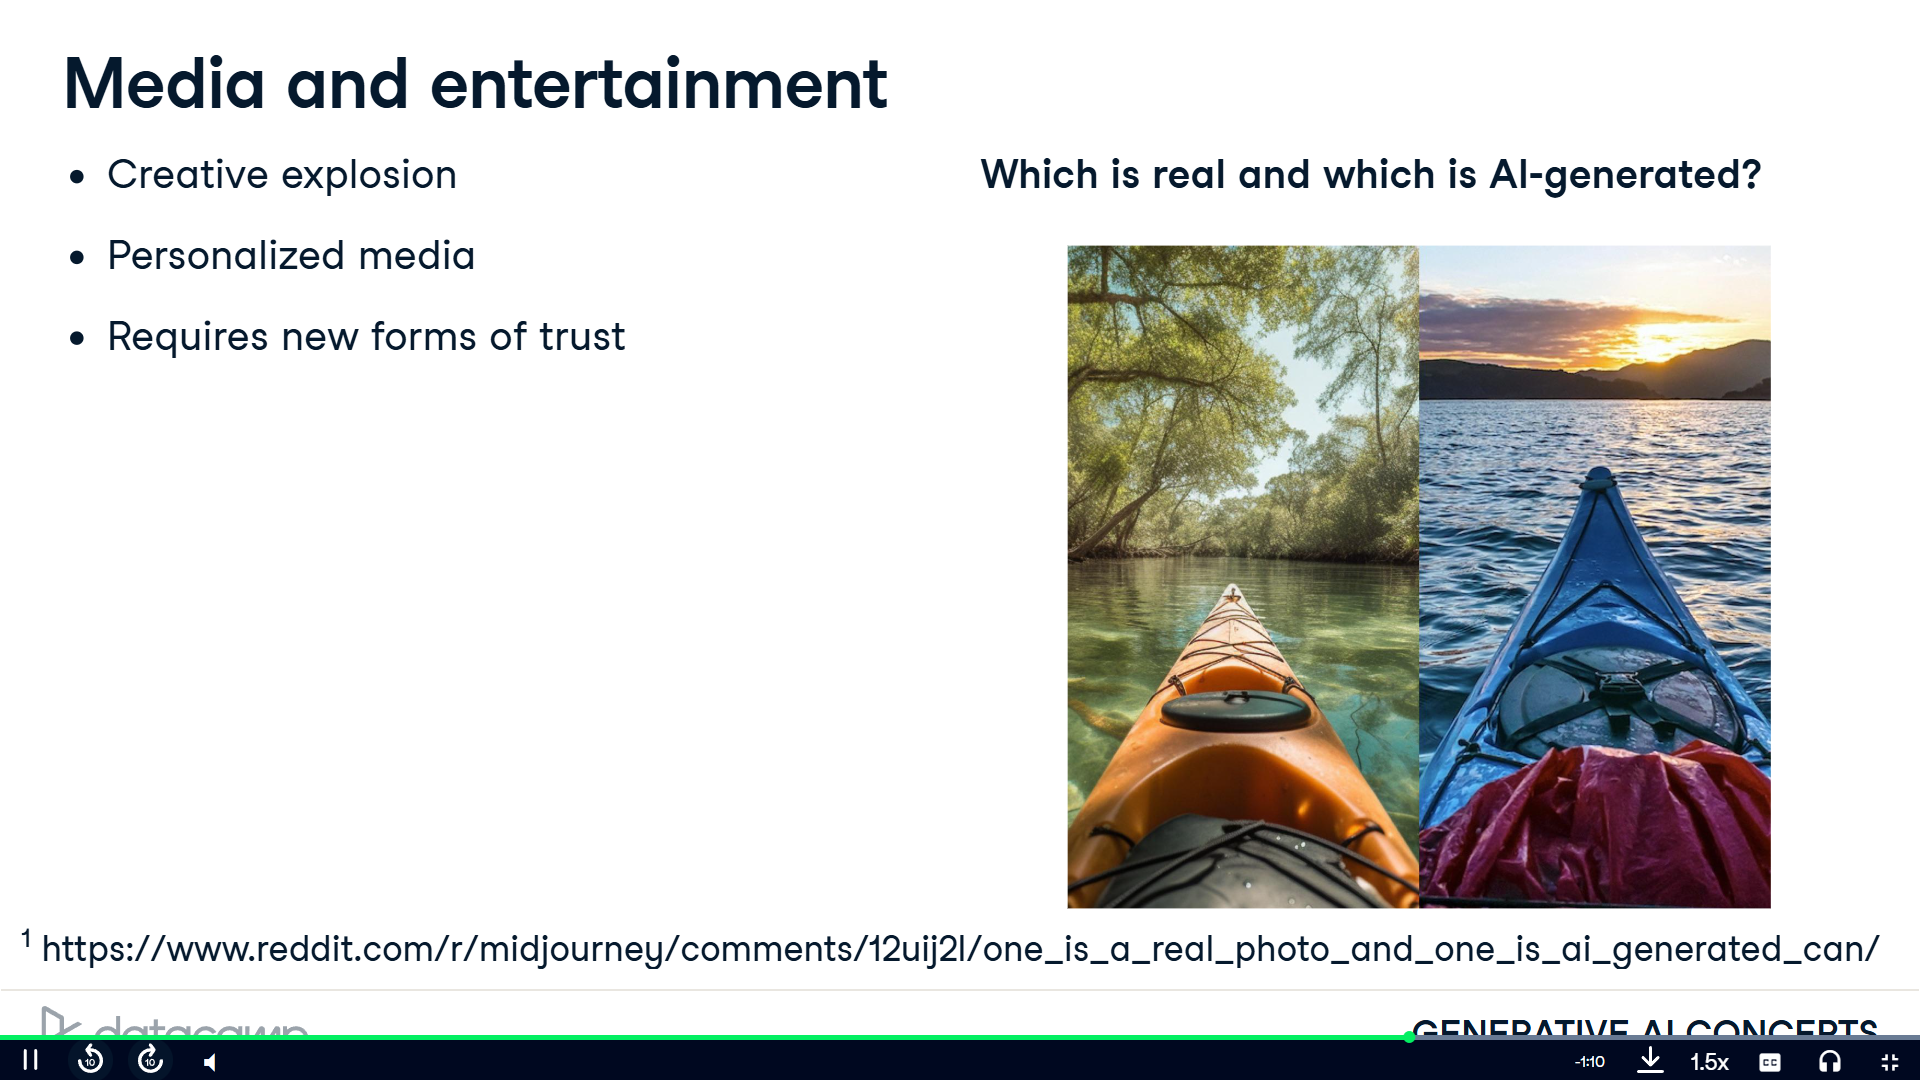 Media and entertainment
• Creative explosion
• Personalized media
• Requires new forms of trust
Which is real and which is AI-generated?
1 https://www.reddit.com/r/midjourney/comments/12uij2l/one_is_a_real_photo_and_one_is_ai_generated_can/
datacamp
GENERATIVE AI CONCEPTS
10
10
-1:10
1.5x
CC